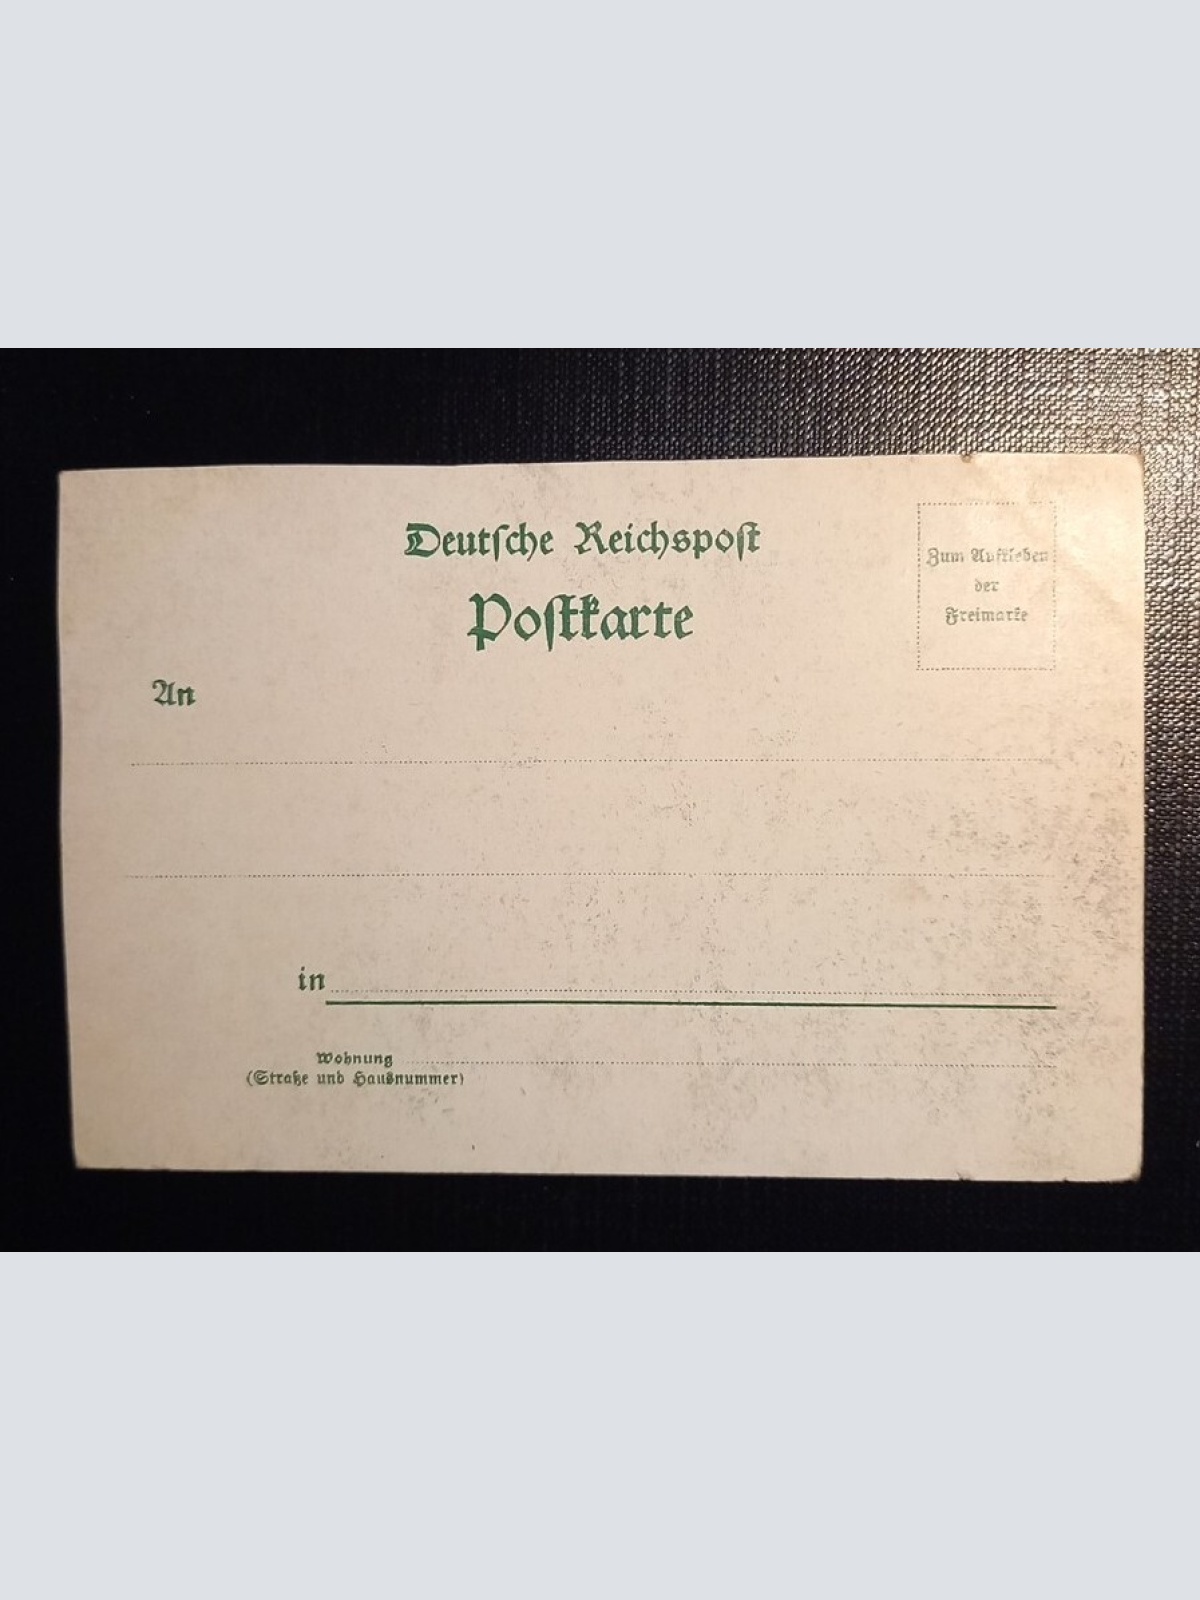 Deutſche Reichspoſt
Poſtkarte
Zum Aufkleben
der
Freimarke
An
in
Wohnung
(Straße und Hausnummer)